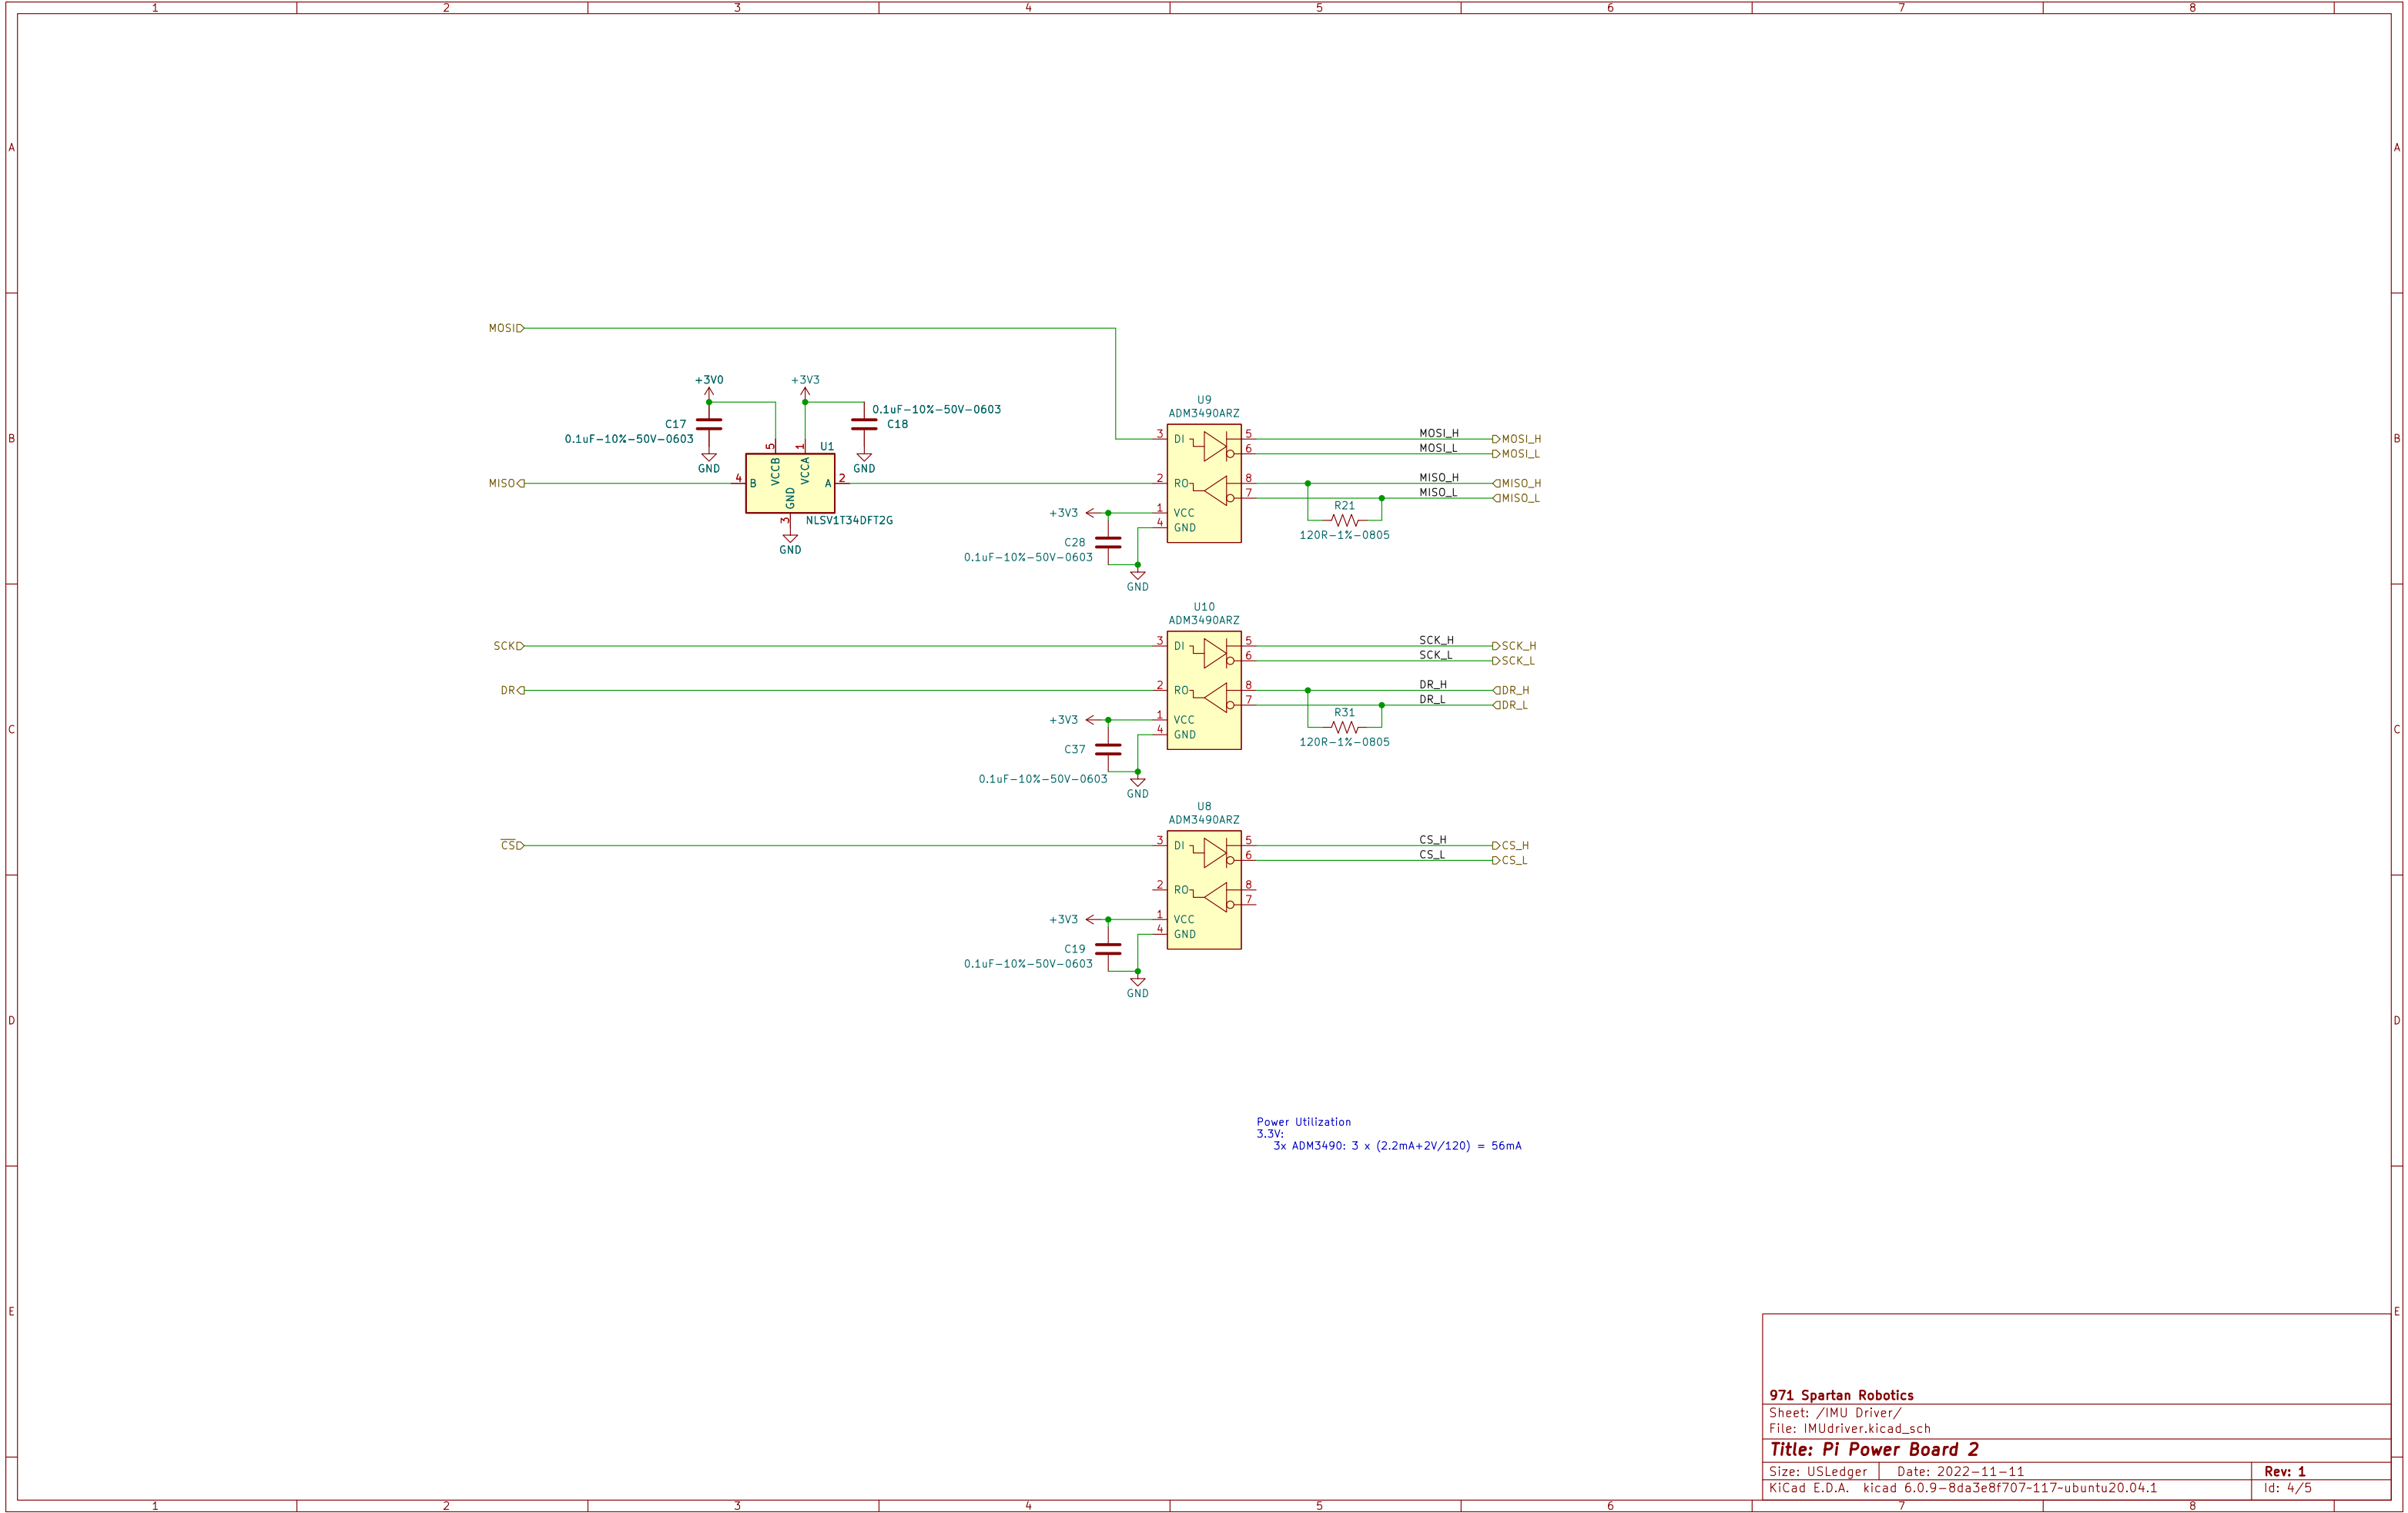 1 2 3 4 5 6 7 8
A A
MOSI
+3V0 +3V3
C17
0.1uF-10%-50V-0603
GND
0.1uF-10%-50V-0603
C18
GND
U1
5 VCCB
1 VCCA
4 B
A 2
3 GND
NLSV1T34DFT2G
GND
MISO
B B
U9
ADM3490ARZ
3 DI 5 MOSI_H MOSI_H
6 MOSI_L MOSI_L
2 RO 8 MISO_H MISO_H
7 MISO_L MISO_L
+3V3 1 VCC
4 GND
R21
120R-1%-0805
C28
0.1uF-10%-50V-0603
GND
U10
ADM3490ARZ
SCK 3 DI 5 SCK_H SCK_H
6 SCK_L SCK_L
DR 2 RO 8 DR_H DR_H
7 DR_L DR_L
+3V3 1 VCC
4 GND
R31
120R-1%-0805
C C
C37
0.1uF-10%-50V-0603
GND
U8
ADM3490ARZ
CS 3 DI 5 CS_H CS_H
6 CS_L CS_L
2 RO 8
7
+3V3 1 VCC
4 GND
C19
0.1uF-10%-50V-0603
GND
D D
Power Utilization
3.3V:
3x ADM3490: 3 x (2.2mA+2V/120) = 56mA
E E
971 Spartan Robotics
Sheet: /IMU Driver/
File: IMUdriver.kicad_sch
Title: Pi Power Board 2
Size: USLedger Date: 2022-11-11 Rev: 1
KiCad E.D.A. kicad 6.0.9-8da3e8f707~117~ubuntu20.04.1 Id: 4/5
1 2 3 4 5 6 7 8